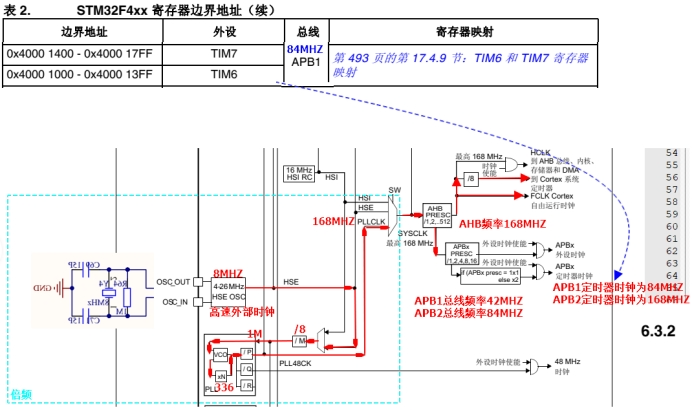 表 2. STM32F4xx 寄存器边界地址（续）
边界地址 外设 总线 寄存器映射
0x4000 1400 - 0x4000 17FF TIM7 84MHZ APB1 第 493 页的第 17.4.9 节：TIM6 和 TIM7 寄存器
0x4000 1000 - 0x4000 13FF TIM6 映射
54
55
56
57
58
59
60
61
62
63
64
6.3.2
16 MHz
HSI RC
HSI
最高 168 MHz
时钟
使能
HCLK
到 AHB 总线、内核、
存储器和 DMA
/8
到 Cortex 系统
定时器
FCLK Cortex
自由运行时钟
SW
HSI
HSE
168MHZ
PLLCLK
SYSCLK
最高 168 MHz
AHB
PRESC
/1,2,...512
AHB频率168MHZ
APBx
PRESC
/1,2,4,8,16
外设时钟使能
APBx
外设时钟
外设时钟使能
if (APBx presc = 1x1
else x2
APBx
定时器时钟
APB1定时器时钟为84MHZ
APB2定时器时钟为168MHZ
APB1总线频率42MHZ
APB2总线频率84MHZ
8MHZ
OSC_OUT
OSC_IN
4-26MHz
HSE OSC
HSE
高速外部时钟
GND
Y4
8MHz
R64
1M
1M
/8
/ M
VCO
xN
336
PLL
/ P
/ Q
/ R
PLL48CK
外设时钟使能
48 MHz
时钟
倍频